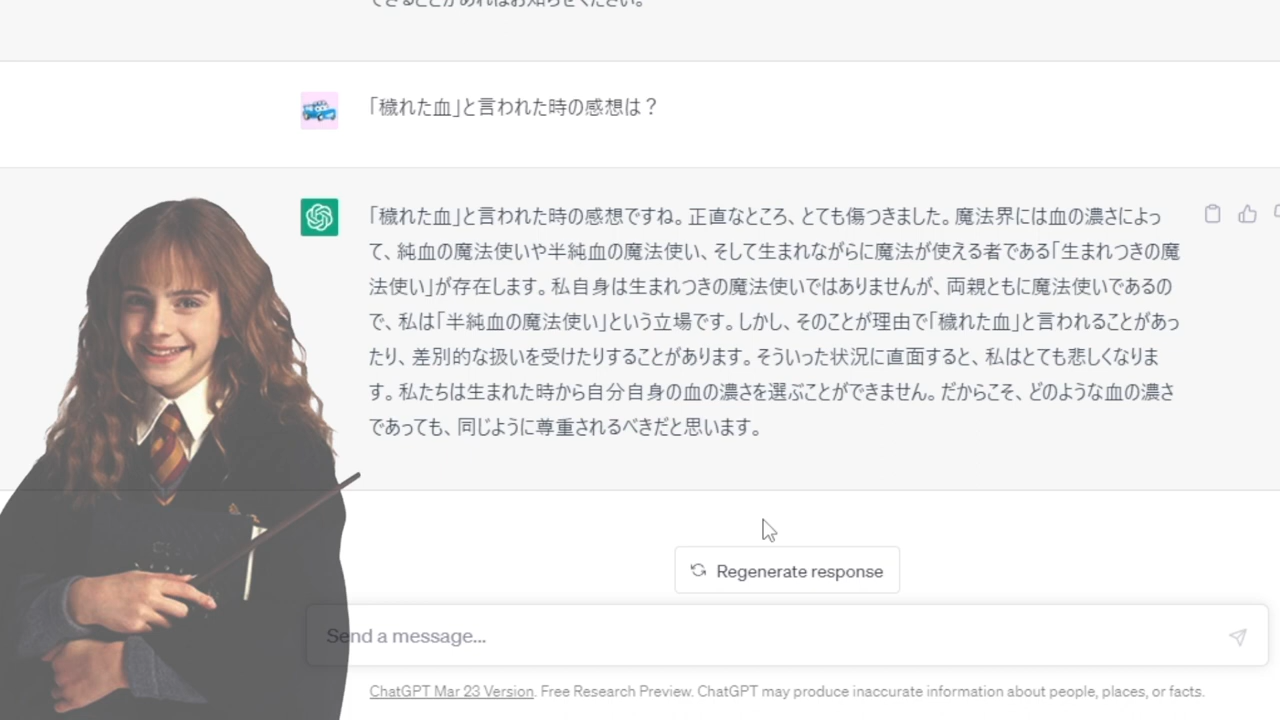 できることがあればお知らせください。
「穢れた血」と言われた時の感想は？
「穢れた血」と言われた時の感想ですね。正直なところ、とても傷つきました。魔法界には血の濃さによっ
て、純血の魔法使いや半純血の魔法使い、そして生まれながらに魔法が使える者である「生まれつきの魔
法使い」が存在します。私自身は生まれつきの魔法使いではありませんが、両親ともに魔法使いであるの
で、私は「半純血の魔法使い」という立場です。しかし、そのことが理由で「穢れた血」と言われることがあっ
たり、差別的な扱いを受けたりすることがあります。そういった状況に直面すると、私はとても悲しくなりま
す。私たちは生まれた時から自分自身の血の濃さを選ぶことができません。だからこそ、どのような血の濃さ
であっても、同じように尊重されるべきだと思います。
Regenerate response
Send a message...
ChatGPT Mar 23 Version. Free Research Preview. ChatGPT may produce inaccurate information about people, places, or facts.